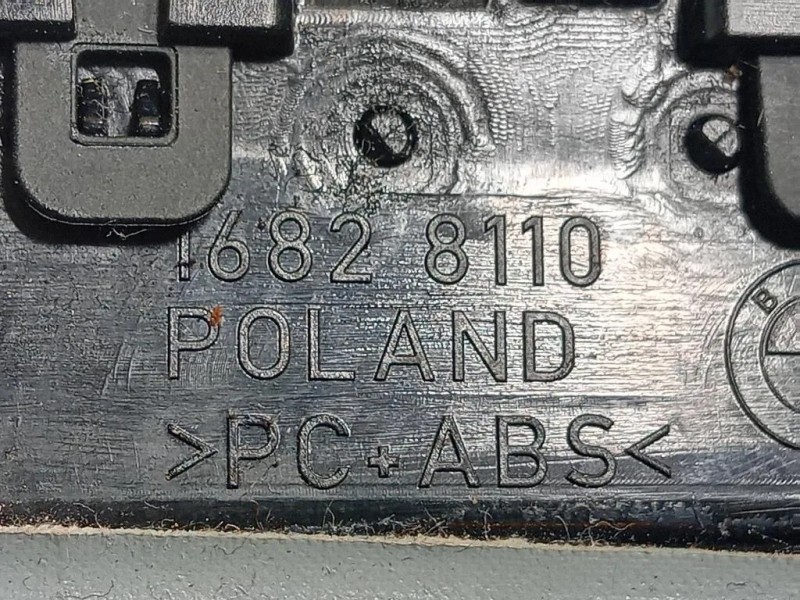 1682 8110
POLAND
>PC+ABS<
B